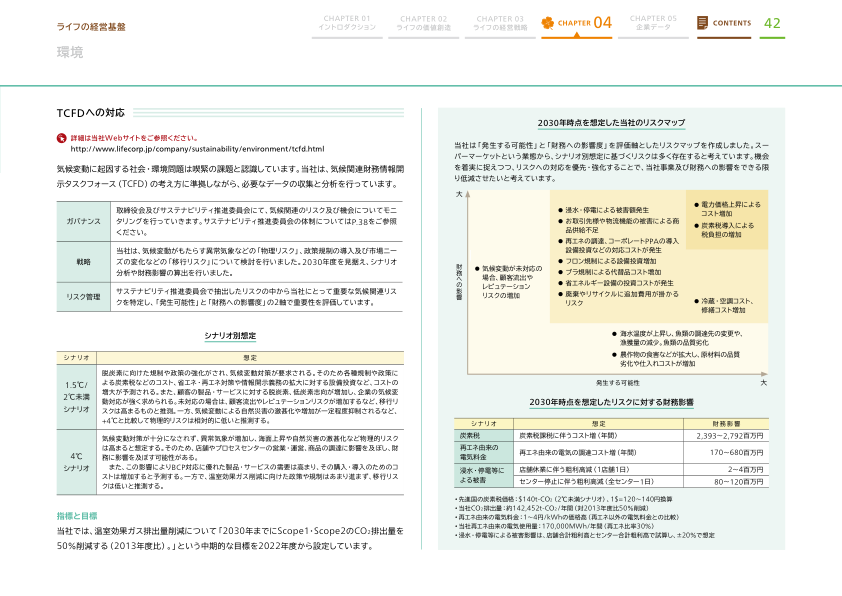 ライフの経営基盤
環境
CHAPTER 01
イントロダクション
CHAPTER 02
ライフの価値創造
CHAPTER 03
ライフの経営戦略
CHAPTER 04
CHAPTER 05
企業データ
CONTENTS
42
TCFDへの対応
詳細は当社Webサイトをご参照ください。
http://www.lifecorp.jp/company/sustainability/environment/tcfd.html
気候変動に起因する社会・環境問題は喫緊の課題と認識しています。当社は、気候関連財務情報開
示タスクフォース（TCFD）の考え方に準拠しながら、必要なデータの収集と分析を行っています。
ガバナンス
取締役会及びサステナビリティ推進委員会にて、気候関連のリスク及び機会についてモニ
タリングを行っていきます。サステナビリティ推進委員会の体制についてはP.38をご参照
ください。
戦略
当社は、気候変動がもたらす異常気象などの「物理リスク」、政策規制の導入及び市場ニー
ズの変化などの「移行リスク」について検討を行いました。2030年度を見据え、シナリオ
分析や財務影響の算出を行いました。
リスク管理
サステナビリティ推進委員会で抽出したリスクの中から当社にとって重要な気候関連リス
クを特定し、「発生可能性」と「財務への影響度」の2軸で重要性を評価しています。
シナリオ別想定
シナリオ
想定
1.5℃/
2℃未満
シナリオ
脱炭素に向けた規制や政策の強化がされ、気候変動対策が要求される。そのため各種規制や政策に
よる炭素税などのコスト、省エネ・再エネ対策や情報開示義務の拡大に対する設備投資など、コストの
増大が予測される。また、顧客の製品・サービスに対する脱炭素、低炭素志向が増加し、企業の気候変
動対応が強く求められる。未対応の場合は、顧客流出やレピュテーションリスクが増加するなど、移行リ
スクは高まるものと推測。一方、気候変動による自然災害の激甚化や増加が一定程度抑制されるなど、
+4℃と比較して物理的リスクは相対的に低いと推測する。
4℃
シナリオ
気候変動対策が十分になされず、異常気象が増加し、海面上昇や自然災害の激甚化など物理的リスク
は高まると想定する。そのため、店舗やプロセスセンターの営業・運営、商品の調達に影響を及ぼし、財
務に影響を及ぼす可能性がある。
また、この影響によりBCP対応に優れた製品・サービスの需要は高まり、その購入・導入のためのコ
ストは増加すると予測する。一方で、温室効果ガス削減に向けた政策や規制はあまり進まず、移行リス
クは低いと推測する。
指標と目標
当社では、温室効果ガス排出量削減について「2030年までにScope1・Scope2のCO₂排出量を
50%削減する（2013年度比）。」という中期的な目標を2022年度から設定しています。
2030年時点を想定した当社のリスクマップ
当社は「発生する可能性」と「財務への影響度」を評価軸としたリスクマップを作成しました。スー
パーマーケットという業態から、シナリオ別想定に基づくリスクは多く存在すると考えています。機会
を着実に捉えつつ、リスクへの対応を優先・強化することで、当社事業及び財務への影響をできる限
り低減させたいと考えています。
大
財務への影響
● 気候変動が未対応の
場合、顧客流出や
レピュテーション
リスクの増加
● 浸水・停電による被害額発生
● お取引先様や物流機能の被害による商
品供給不足
● 再エネの調達、コーポレートPPAの導入
設備投資などの対応コストが発生
● フロン規制による設備投資増加
● プラ規制による代替品コスト増加
● 省エネルギー設備の投資コストが発生
● 廃棄やリサイクルに追加費用が掛かる
リスク
● 電力価格上昇による
コスト増加
● 炭素税導入による
税負担の増加
● 冷蔵・空調コスト、
修繕コスト増加
● 海水温度が上昇し、魚類の調達先の変更や、
漁獲量の減少。魚類の品質劣化
● 農作物の食害などが拡大し、原材料の品質
劣化や仕入れコストが増加
発生する可能性
大
2030年時点を想定したリスクに対する財務影響
シナリオ
想定
財務影響
炭素税
炭素税課税に伴うコスト増（年間）
2,393〜2,792百万円
再エネ由来の
電気料金
再エネ由来の電気の調達コスト増（年間）
170〜680百万円
浸水・停電等に
よる被害
店舗休業に伴う粗利高減（1店舗1日）
2〜4百万円
センター停止に伴う粗利高減（全センター1日）
80〜120百万円
・先進国の炭素税価格：$140t-CO₂（2℃未満シナリオ）、1$=120〜140円換算
・当社CO₂排出量：約142,452t-CO₂/年間（対2013年度比50%削減）
・再エネ由来の電気料金：1〜4円/kWhの価格高（再エネ以外の電気料金との比較）
・当社再エネ由来の電気使用量：170,000MWh/年間（再エネ比率30%）
・浸水・停電等による被害影響は、店舗合計粗利高とセンター合計粗利高で試算し、±20%で想定